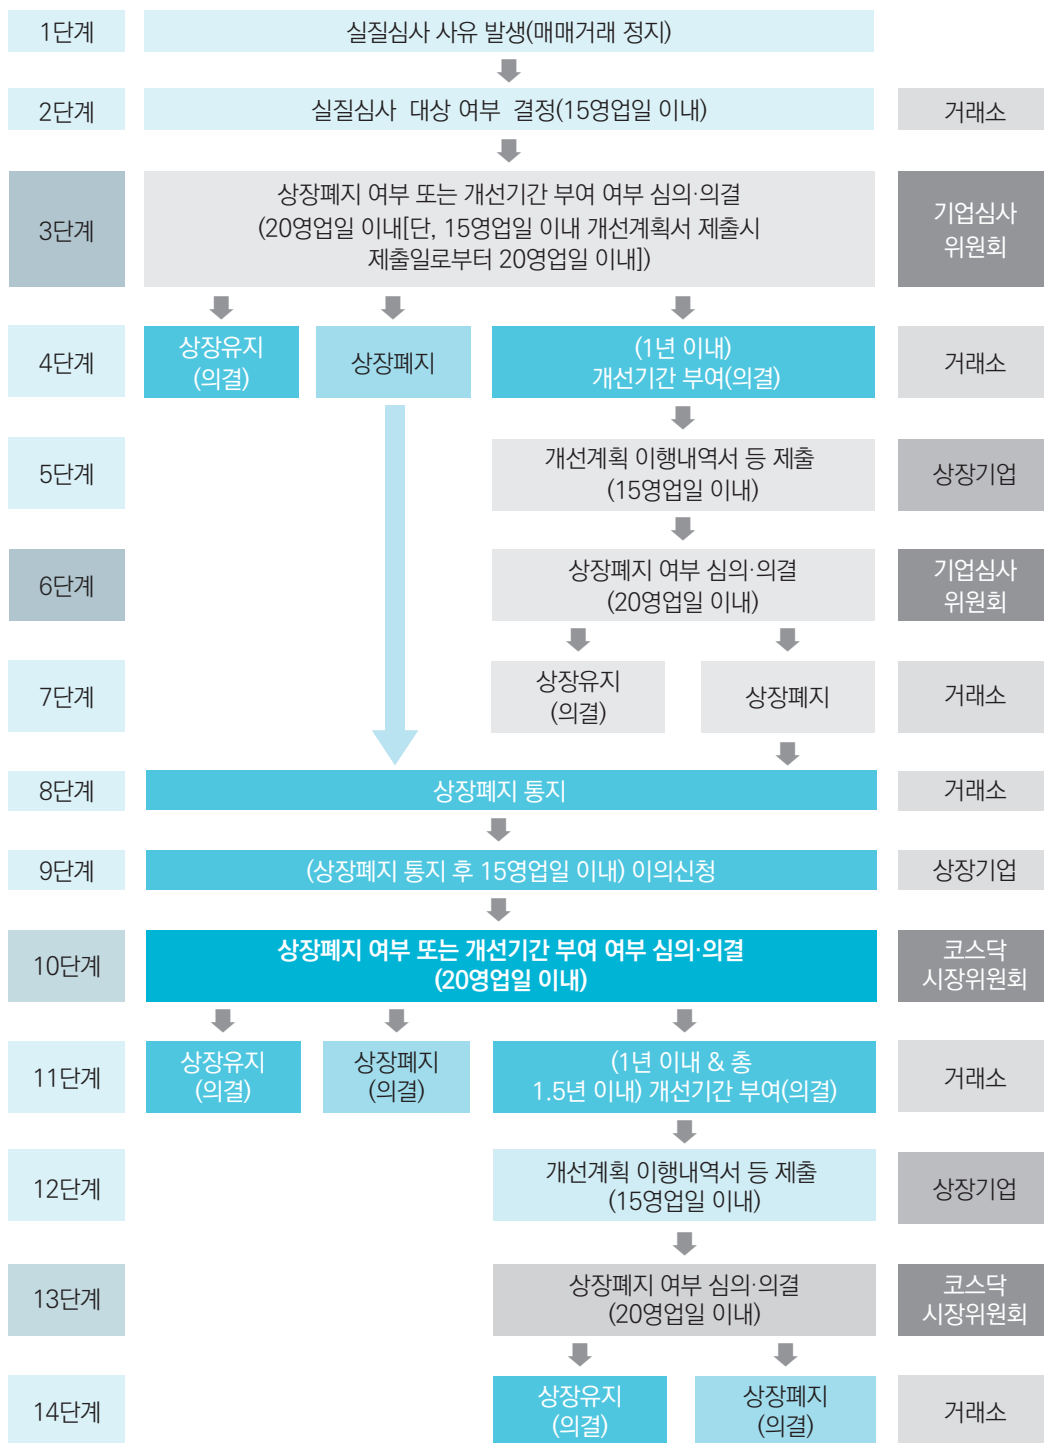 1단계
실질심사 사유 발생(매매거래 정지)
2단계
실질심사 대상 여부 결정(15영업일 이내)
거래소
3단계
상장폐지 여부 또는 개선기간 부여 여부 심의·의결
(20영업일 이내[단, 15영업일 이내 개선계획서 제출시
제출일로부터 20영업일 이내])
기업심사
위원회
4단계
상장유지
(의결)
상장폐지
(1년 이내)
개선기간 부여(의결)
거래소
5단계
개선계획 이행내역서 등 제출
(15영업일 이내)
상장기업
6단계
상장폐지 여부 심의·의결
(20영업일 이내)
기업심사
위원회
7단계
상장유지
(의결)
상장폐지
거래소
8단계
상장폐지 통지
거래소
9단계
(상장폐지 통지 후 15영업일 이내) 이의신청
상장기업
10단계
상장폐지 여부 또는 개선기간 부여 여부 심의·의결
(20영업일 이내)
코스닥
시장위원회
11단계
상장유지
(의결)
상장폐지
(의결)
(1년 이내 & 총
1.5년 이내) 개선기간 부여(의결)
거래소
12단계
개선계획 이행내역서 등 제출
(15영업일 이내)
상장기업
13단계
상장폐지 여부 심의·의결
(20영업일 이내)
코스닥
시장위원회
14단계
상장유지
(의결)
상장폐지
(의결)
거래소